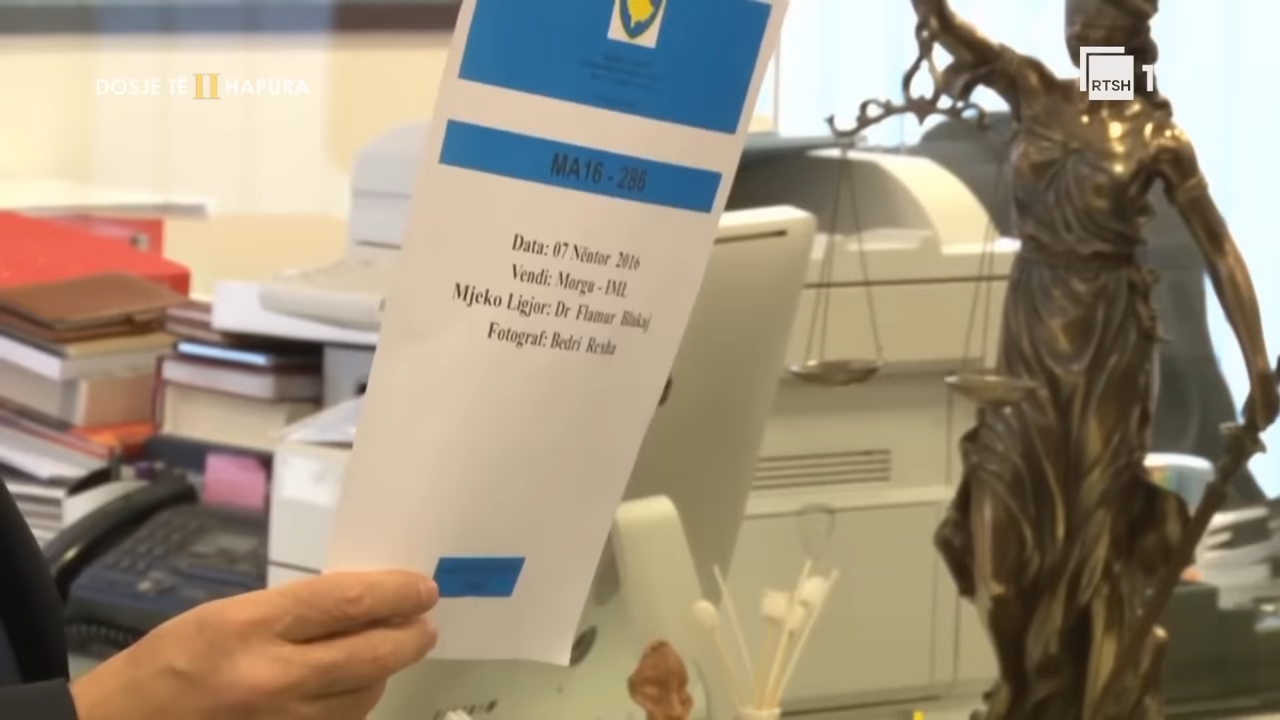 DOSJE TË II HAPURA
RTSH 1
MA16 - 286
Data: 07 Nëntor 2016
Vendi: Morgu - IML
Mjeko Ligjor: Dr Flamur Blakaj
Fotograf: Bedri Rexha